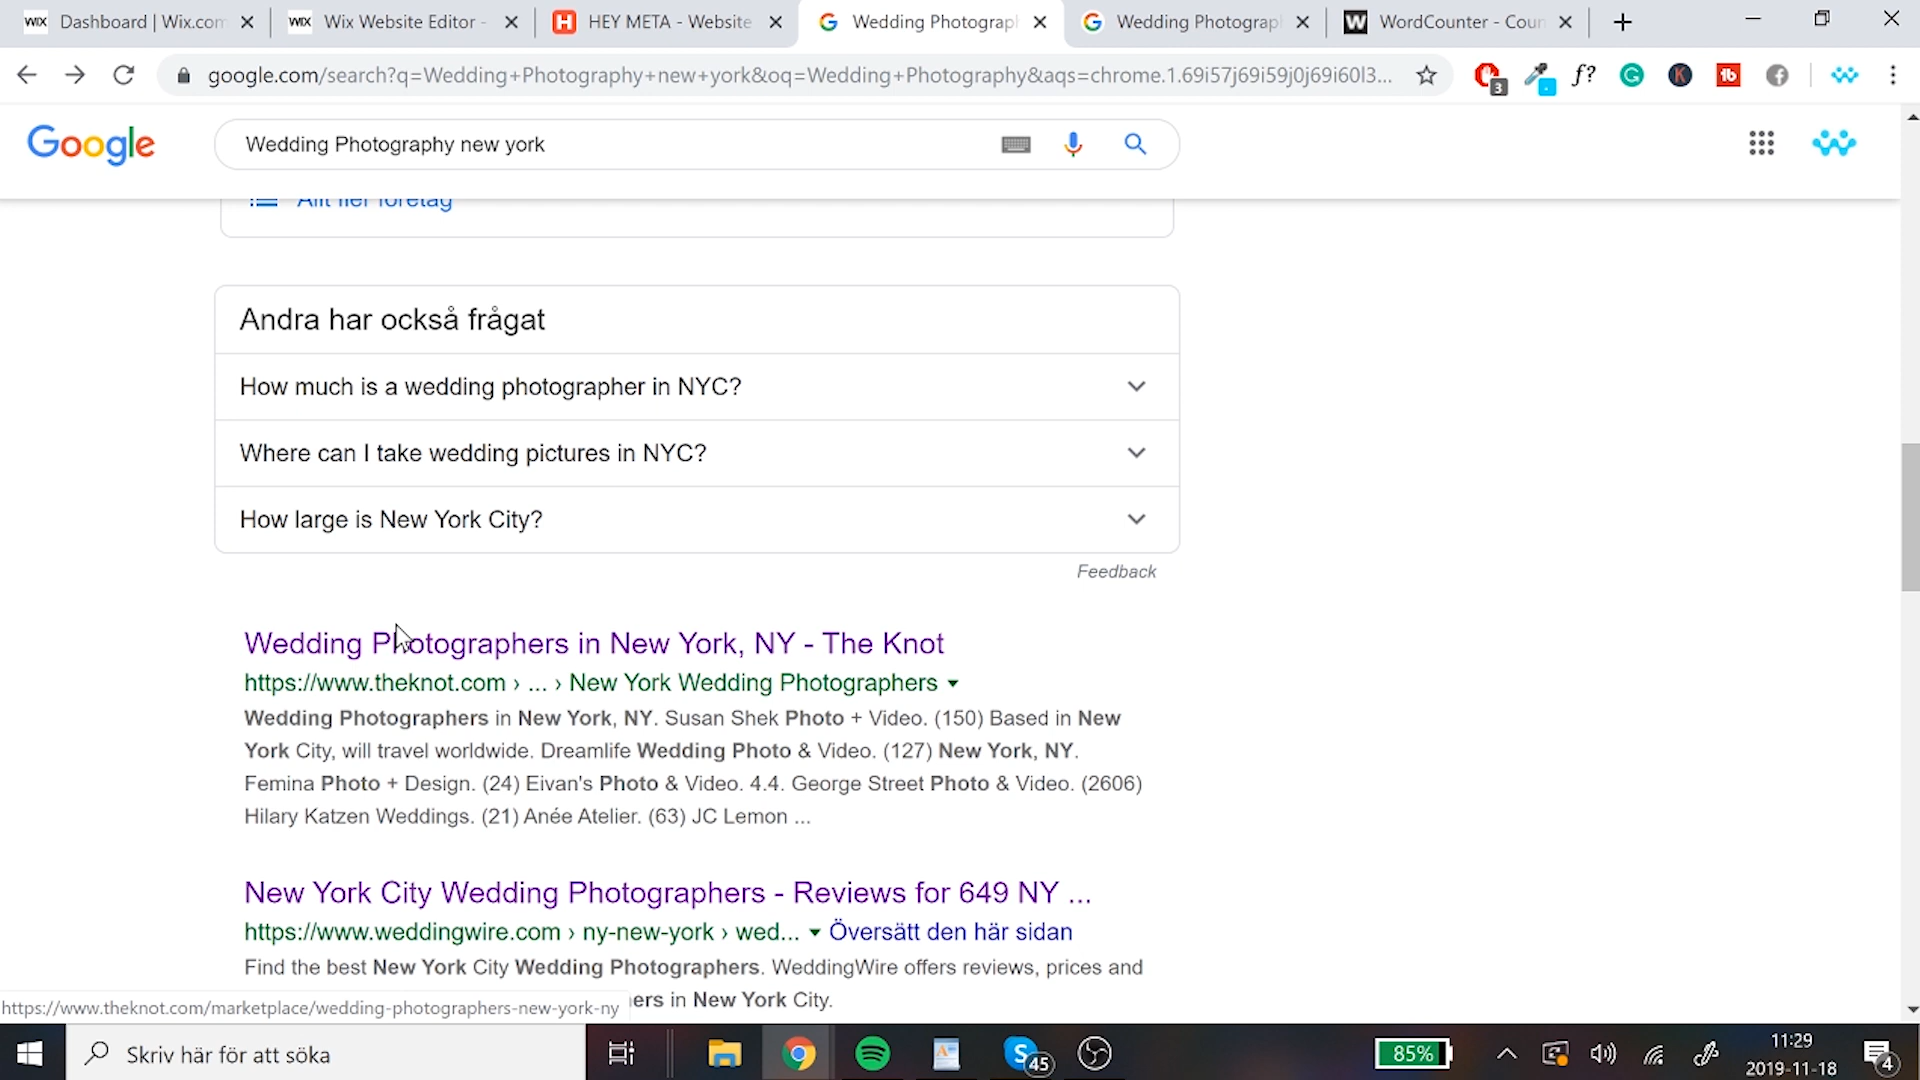 WIX Dashboard | Wix.com
WIX Wix Website Editor -
H HEY META - Website
Wedding Photograph
Wedding Photograph
W WordCounter - Coun
google.com/search?q=Wedding+Photography+new+york&oq=Wedding+Photography&aqs=chrome.1.69i57j69i59j0j69i60l3...
3
f?
Google
Wedding Photography new york
Allt fler företag
Andra har också frågat
How much is a wedding photographer in NYC?
Where can I take wedding pictures in NYC?
How large is New York City?
Feedback
Wedding Photographers in New York, NY - The Knot
https://www.theknot.com › ... › New York Wedding Photographers
Wedding Photographers in New York, NY. Susan Shek Photo + Video. (150) Based in New
York City, will travel worldwide. Dreamlife Wedding Photo & Video. (127) New York, NY.
Femina Photo + Design. (24) Eivan's Photo & Video. 4.4. George Street Photo & Video. (2606)
Hilary Katzen Weddings. (21) Anée Atelier. (63) JC Lemon ...
New York City Wedding Photographers - Reviews for 649 NY ...
https://www.weddingwire.com › ny-new-york › wed... Översätt den här sidan
Find the best New York City Wedding Photographers. WeddingWire offers reviews, prices and
ers in New York City.
https://www.theknot.com/marketplace/wedding-photographers-new-york-ny
Skriv här för att söka
45
85%
11:29
2019-11-18
4